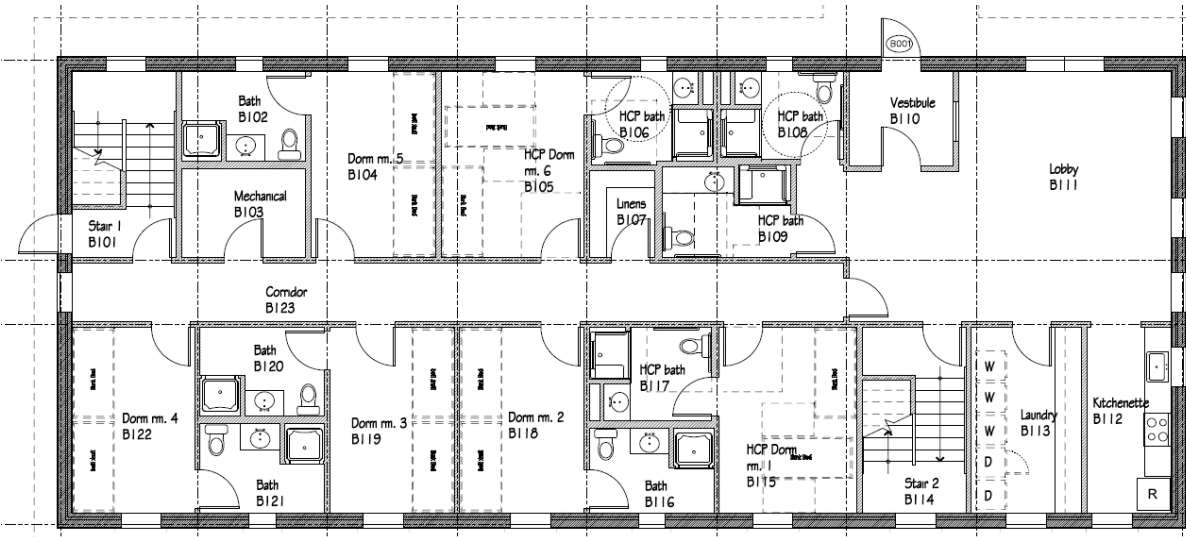 B001
Bath
B102
HCP bath
B106
HCP bath
B108
Vestibule
B110
Dorm rm. 5
B104
HCP Dorm
rm. 6
B105
Lobby
B111
Mechanical
B103
Linens
B107
Stair 1
B101
HCP bath
B109
Corridor
B123
Bath
B120
HCP bath
B117
Dorm rm. 4
B122
Dorm rm. 3
B119
Dorm rm. 2
B118
HCP Dorm
rm. 1
B115
Bath
B121
Bath
B116
Stair 2
B114
W
W
W
D
D
Laundry
B113
Kitchenette
B112
R